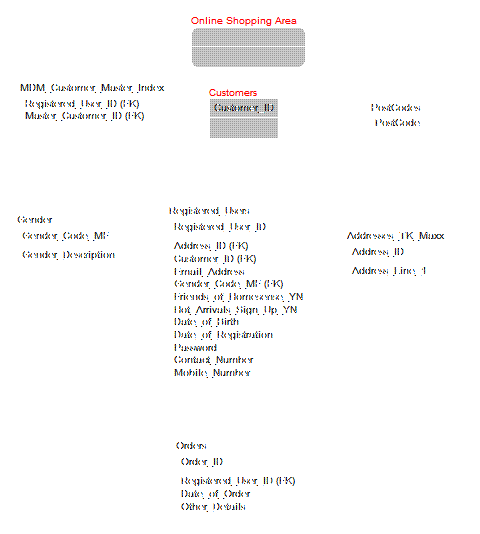 Online Shopping Area
MDM_Customer_Master_Index
Registered_User_ID (FK)
Master_Customer_ID (FK)
Customers
Customer_ID
PostCodes
PostCode
Gender
Gender_Code_MF
Gender_Description
Registered_Users
Registered_User_ID
Address_ID (FK)
Customer_ID (FK)
Email_Address
Gender_Code_MF (FK)
Friends_of_Homesense_YN
Hot_Arrivals_Sign_Up_YN
Date_of_Birth
Date_of_Registration
Password
Contact_Number
Mobile_Number
Addresses_TK_Maxx
Address_ID
Address_Line_1
Orders
Order_ID
Registered_User_ID (FK)
Date_of_Order
Other_Details